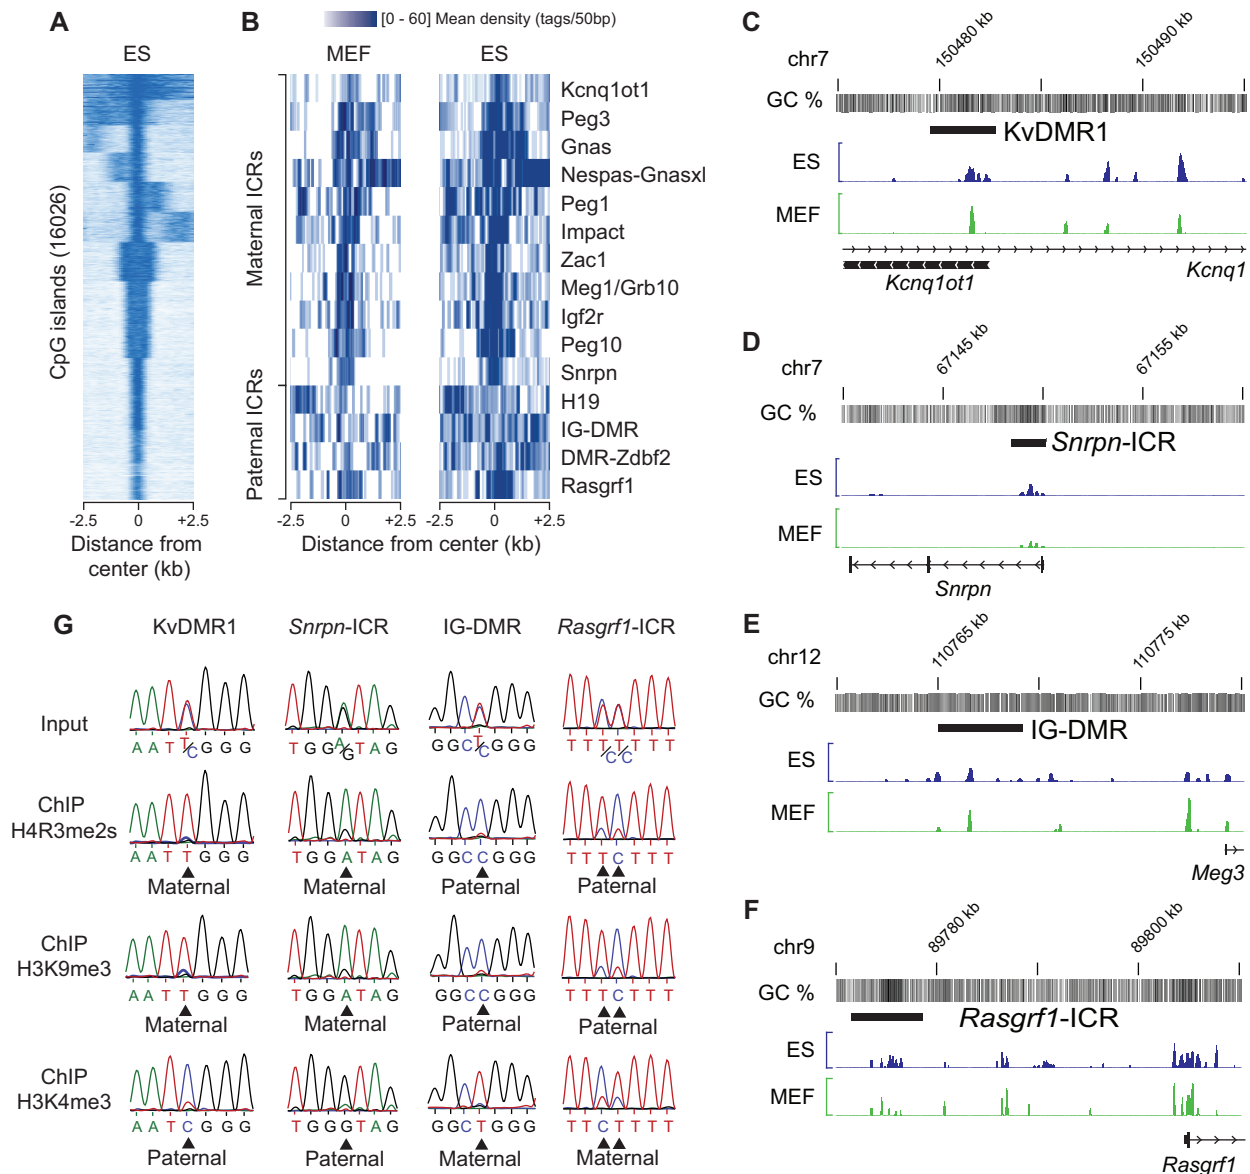 A
ES
CpG islands (16026)
-2.5 0 +2.5
Distance from
center (kb)
B
[0 - 60] Mean density (tags/50bp)
MEF ES
Maternal ICRs
Paternal ICRs
Kcnq1ot1
Peg3
Gnas
Nespas-Gnasxl
Peg1
Impact
Zac1
Meg1/Grb10
Igf2r
Peg10
Snrpn
H19
IG-DMR
DMR-Zdbf2
Rasgrf1
-2.5 0 +2.5 -2.5 0 +2.5
Distance from center (kb)
C
150480 kb 150490 kb
chr7
GC %
KvDMR1
ES
MEF
Kcnq1ot1 Kcnq1
D
67145 kb 67155 kb
chr7
GC %
Snrpn-ICR
ES
MEF
Snrpn
E
110765 kb 110775 kb
chr12
GC %
IG-DMR
ES
MEF
Meg3
F
89780 kb 89800 kb
chr9
GC %
Rasgrf1-ICR
ES
MEF
Rasgrf1
G
KvDMR1 Snrpn-ICR IG-DMR Rasgrf1-ICR
Input
A A T T/C G G G T G G A/G T A G G G C T/C G G G T T T/C T/C T T T
ChIP
H4R3me2s
A A T T G G G T G G A T A G G G C C G G G T T T C T T T
Maternal Maternal Paternal Paternal
ChIP
H3K9me3
A A T T G G G T G G A T A G G G C C G G G T T T C T T T
Maternal Maternal Paternal Paternal
ChIP
H3K4me3
A A T C G G G T G G G T A G G G C T G G G T T C T T T T
Paternal Paternal Maternal Maternal